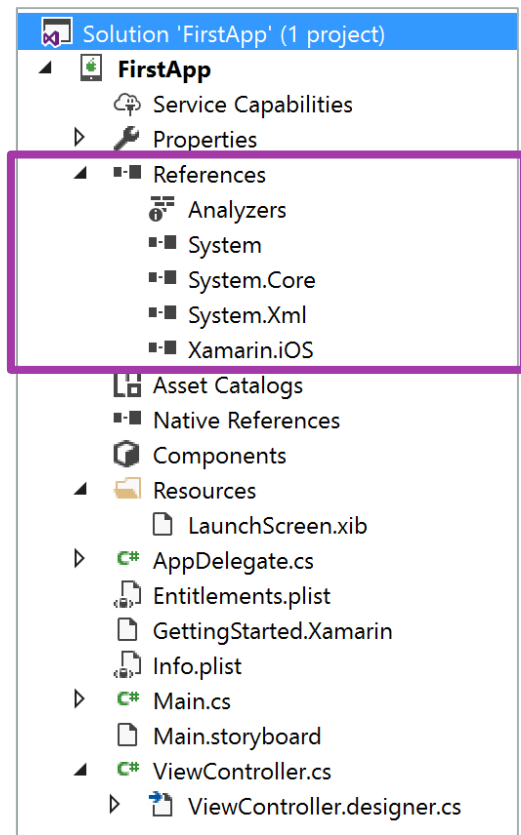 Solution 'FirstApp' (1 project)
FirstApp
Service Capabilities
Properties
References
Analyzers
System
System.Core
System.Xml
Xamarin.iOS
Asset Catalogs
Native References
Components
Resources
LaunchScreen.xib
C# AppDelegate.cs
Entitlements.plist
GettingStarted.Xamarin
Info.plist
C# Main.cs
Main.storyboard
C# ViewController.cs
ViewController.designer.cs